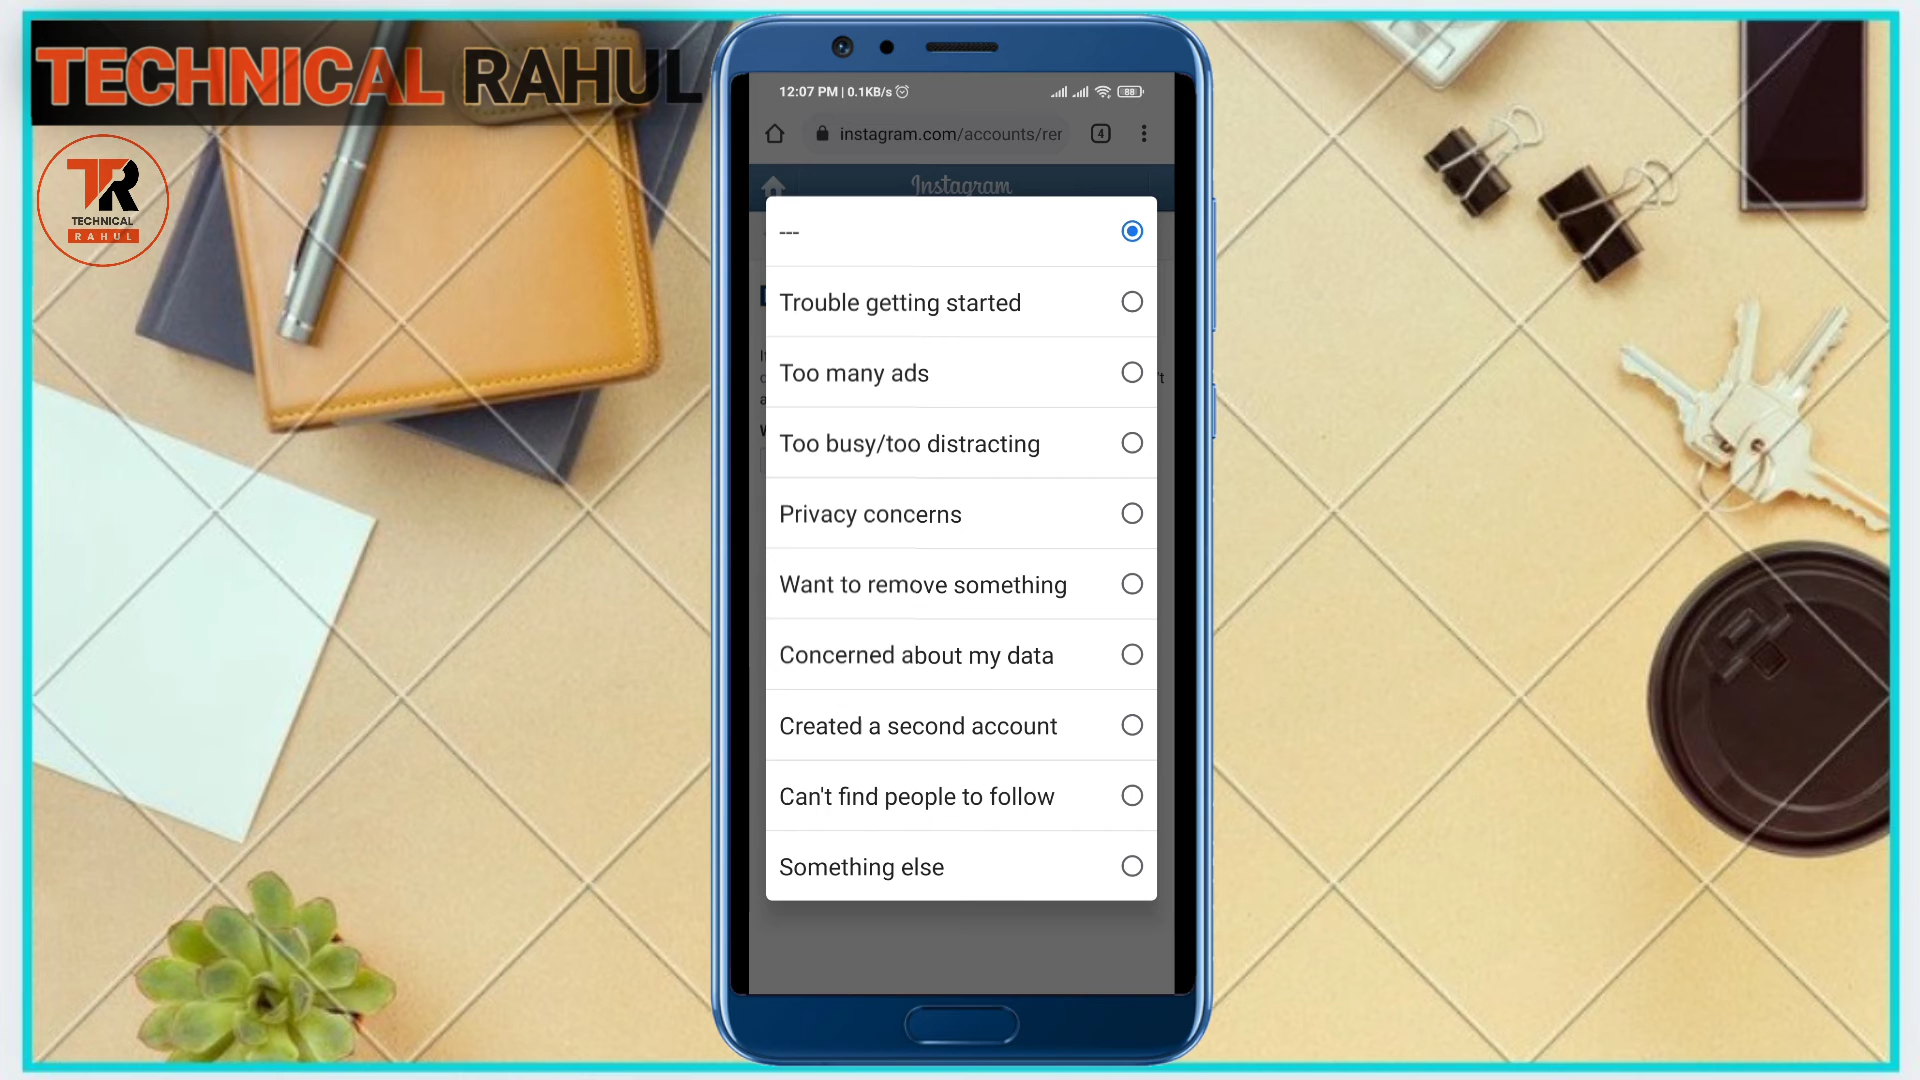 TECHNICAL RAHUL
TR
TECHNICAL
RAHUL
12:07 PM | 0.1KB/s
88
instagram.com/accounts/rer
4
Instagram
---
Trouble getting started
Too many ads
Too busy/too distracting
Privacy concerns
Want to remove something
Concerned about my data
Created a second account
Can't find people to follow
Something else